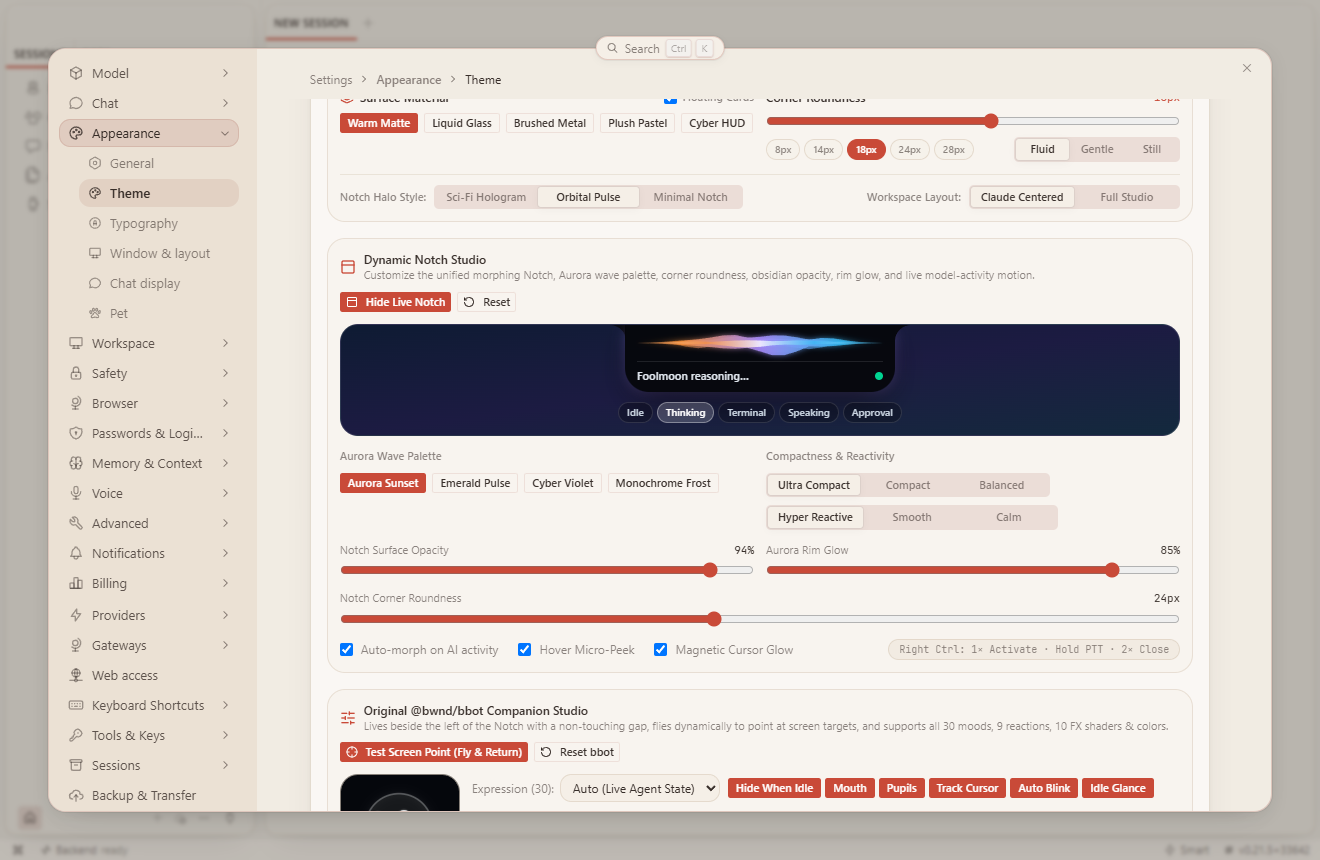 NEW SESSION
Search Ctrl K
Settings > Appearance > Theme
Model
Chat
Appearance
General
Theme
Typography
Window & layout
Chat display
Pet
Workspace
Safety
Browser
Passwords & Logi...
Memory & Context
Voice
Advanced
Notifications
Billing
Providers
Gateways
Web access
Keyboard Shortcuts
Tools & Keys
Sessions
Backup & Transfer
Surface Material
Floating Cards
Corner Roundness
18px
Warm Matte Liquid Glass Brushed Metal Plush Pastel Cyber HUD
8px 14px 18px 24px 28px
Fluid Gentle Still
Notch Halo Style: Sci-Fi Hologram Orbital Pulse Minimal Notch
Workspace Layout: Claude Centered Full Studio
Dynamic Notch Studio
Customize the unified morphing Notch, Aurora wave palette, corner roundness, obsidian opacity, rim glow, and live model-activity motion.
Hide Live Notch Reset
Foolmoon reasoning...
Idle Thinking Terminal Speaking Approval
Aurora Wave Palette
Aurora Sunset Emerald Pulse Cyber Violet Monochrome Frost
Compactness & Reactivity
Ultra Compact Compact Balanced
Hyper Reactive Smooth Calm
Notch Surface Opacity 94%
Aurora Rim Glow 85%
Notch Corner Roundness 24px
Auto-morph on AI activity Hover Micro-Peek Magnetic Cursor Glow
Right Ctrl: 1× Activate · Hold PTT · 2× Close
Original @bwnd/bbot Companion Studio
Lives beside the left of the Notch with a non-touching gap, flies dynamically to point at screen targets, and supports all 30 moods, 9 reactions, 10 FX shaders & colors.
Test Screen Point (Fly & Return) Reset bbot
Expression (30): Auto (Live Agent State) Hide When Idle Mouth Pupils Track Cursor Auto Blink Idle Glance
Backend ready
Smart